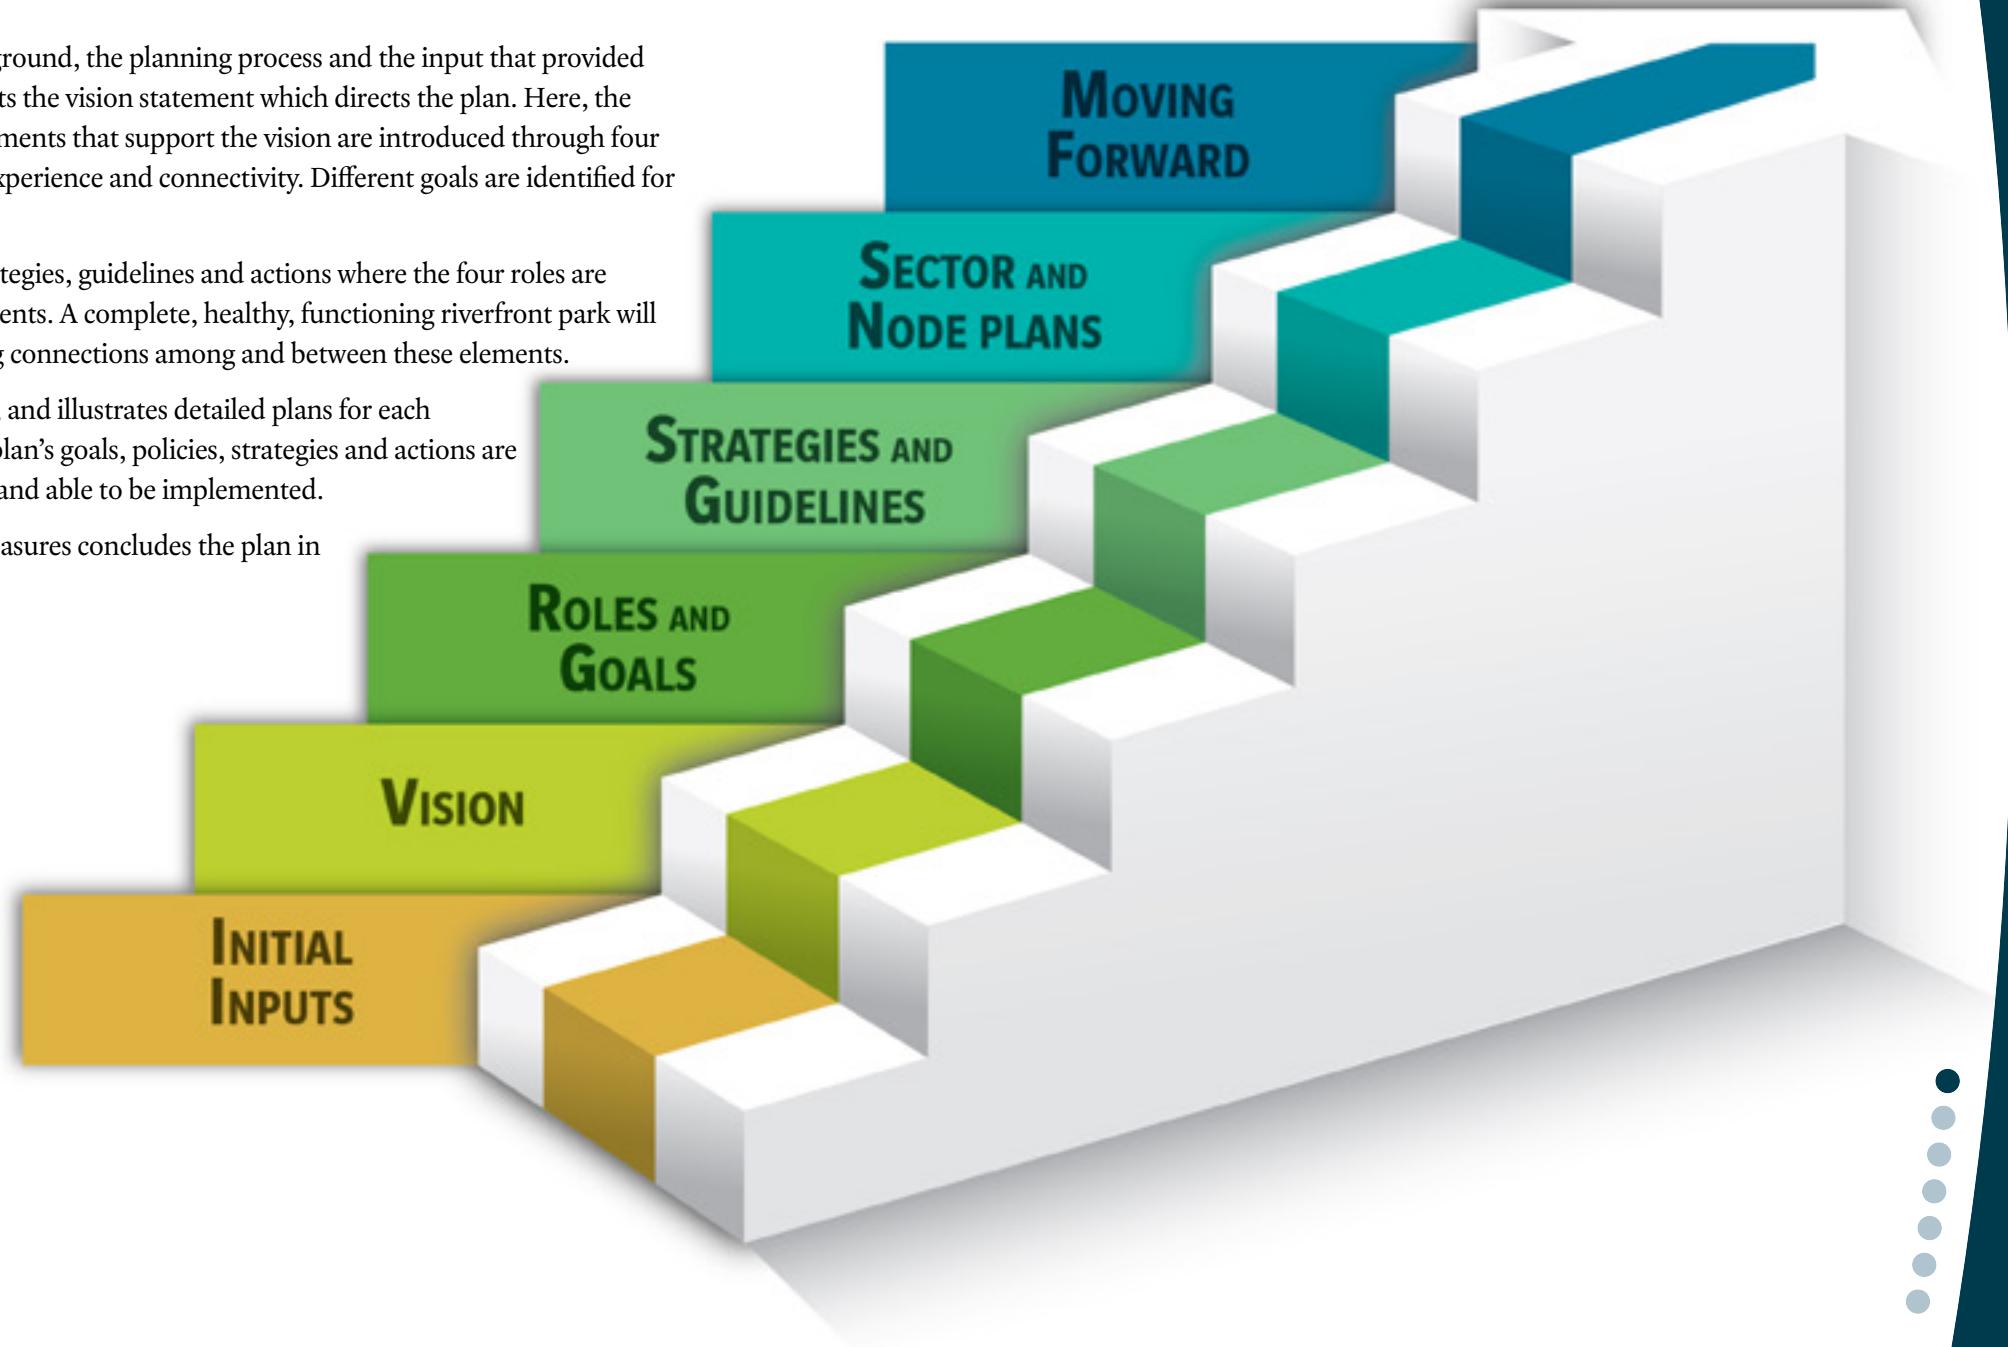 ground, the planning process and the input that provided
ts the vision statement which directs the plan. Here, the
ments that support the vision are introduced through four
xperience and connectivity. Different goals are identified for
tegies, guidelines and actions where the four roles are
ents. A complete, healthy, functioning riverfront park will
g connections among and between these elements.
, and illustrates detailed plans for each
plan’s goals, policies, strategies and actions are
and able to be implemented.
asures concludes the plan in
MOVING
FORWARD
SECTOR AND
NODE PLANS
STRATEGIES AND
GUIDELINES
ROLES AND
GOALS
VISION
INITIAL
INPUTS